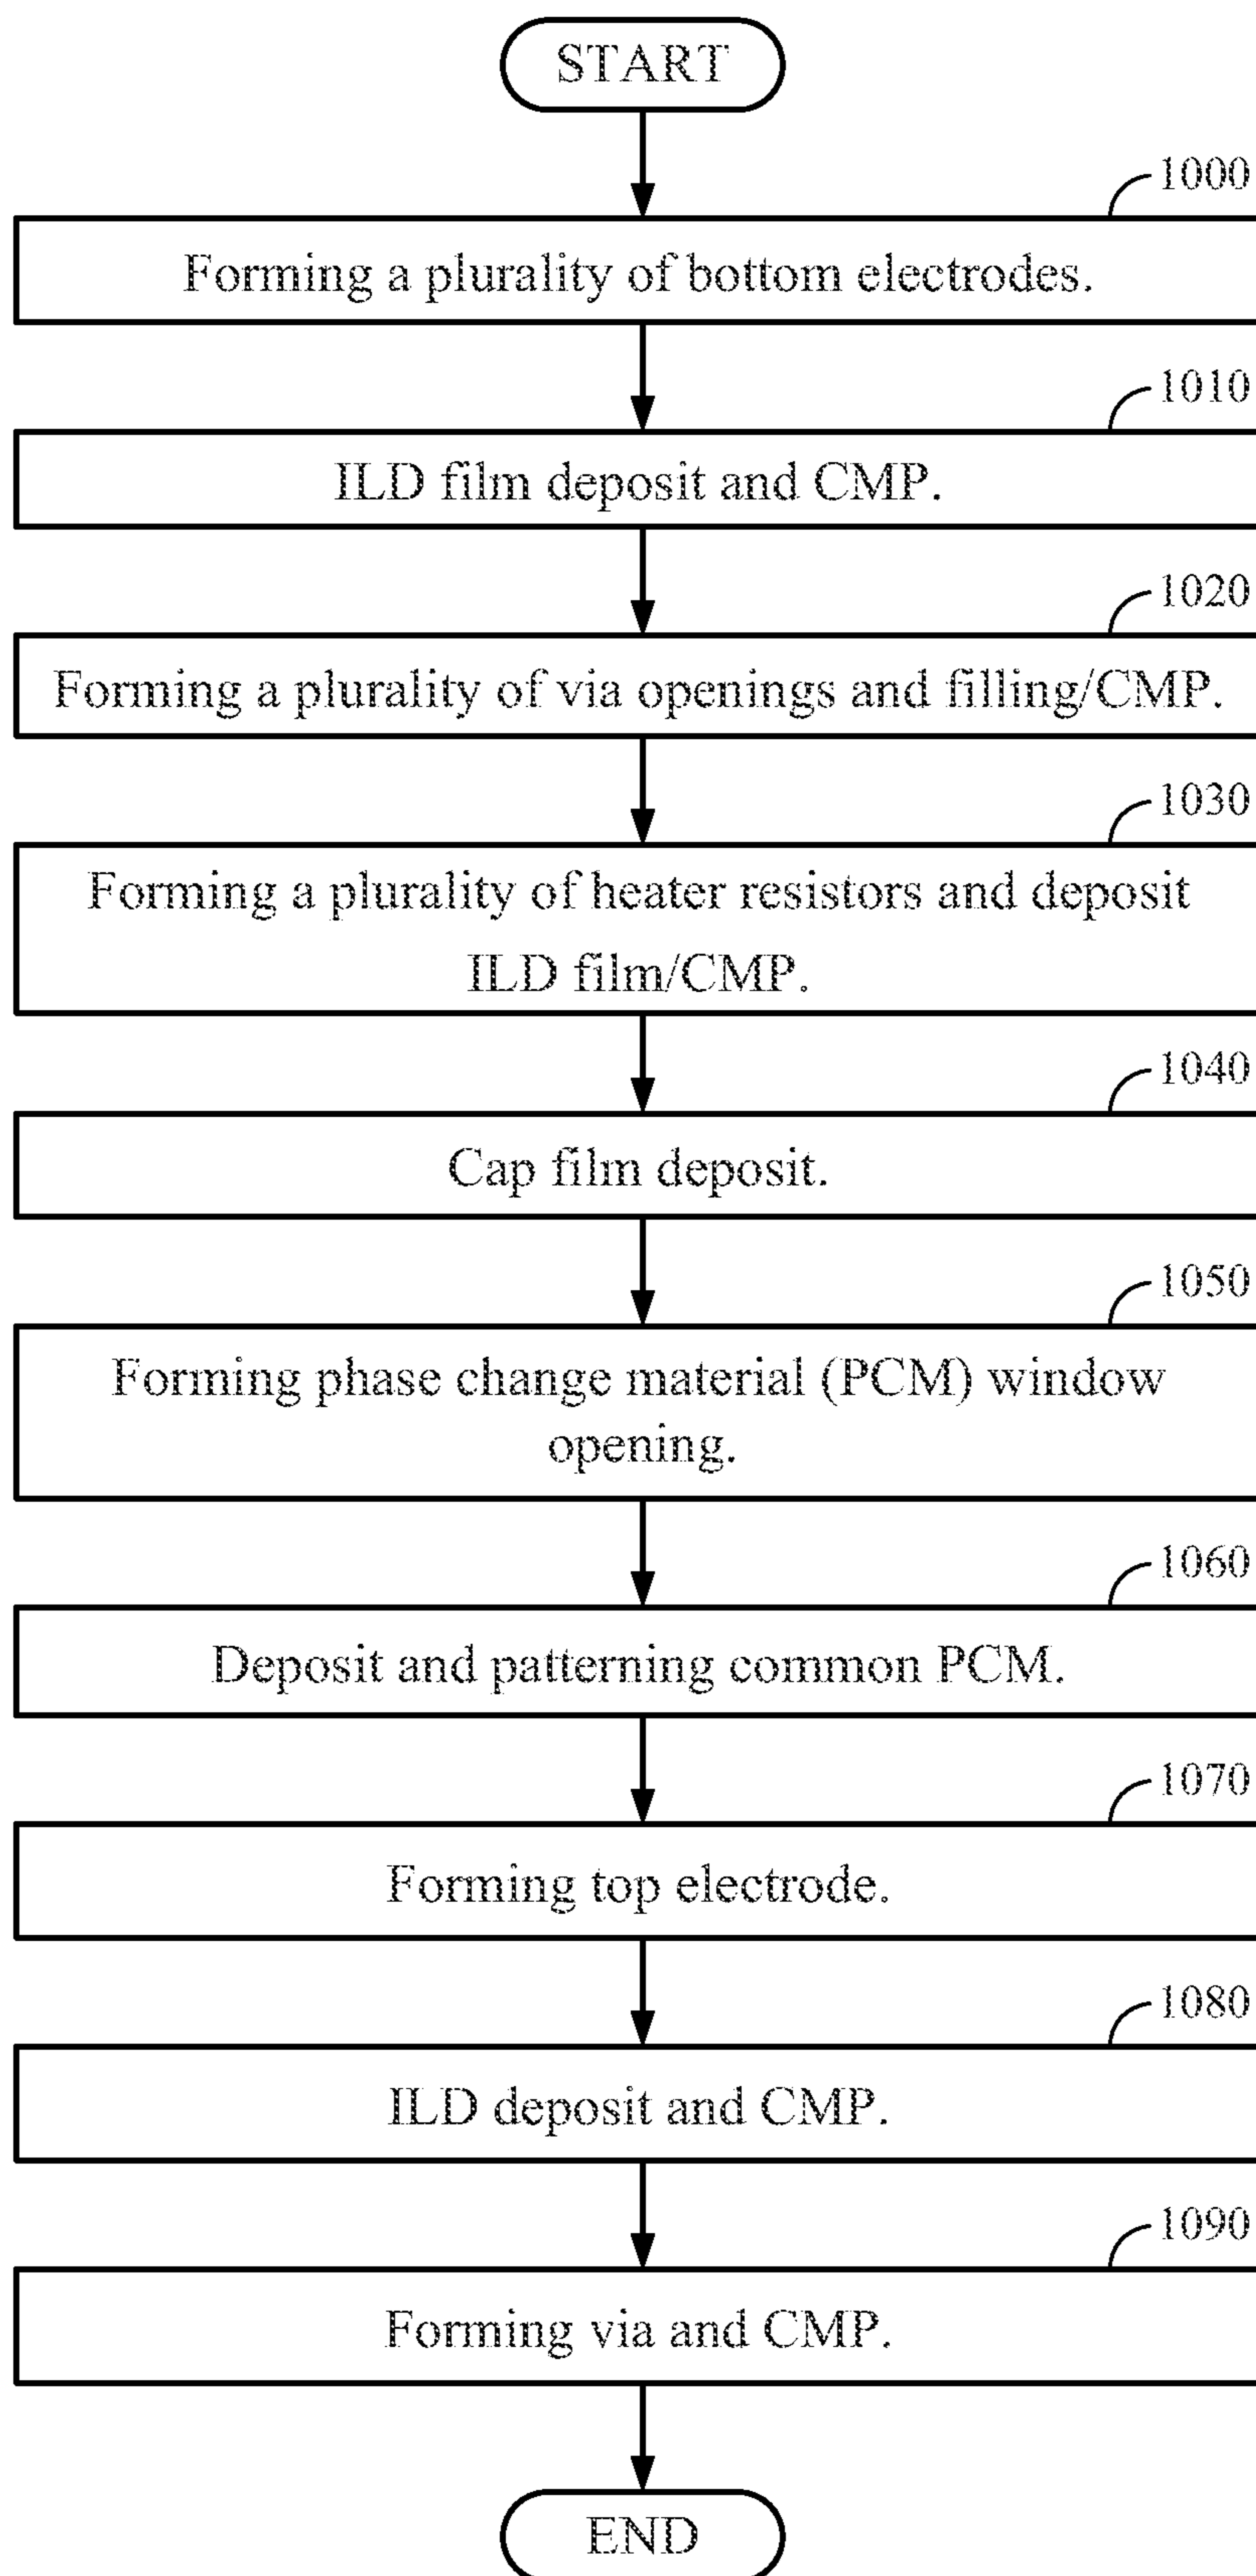 START
1000
Forming a plurality of bottom electrodes.
1010
ILD film deposit and CMP.
1020
Forming a plurality of via openings and filling/CMP.
1030
Forming a plurality of heater resistors and deposit
ILD film/CMP.
1040
Cap film deposit.
1050
Forming phase change material (PCM) window
opening.
1060
Deposit and patterning common PCM.
1070
Forming top electrode.
1080
ILD deposit and CMP.
1090
Forming via and CMP.
END